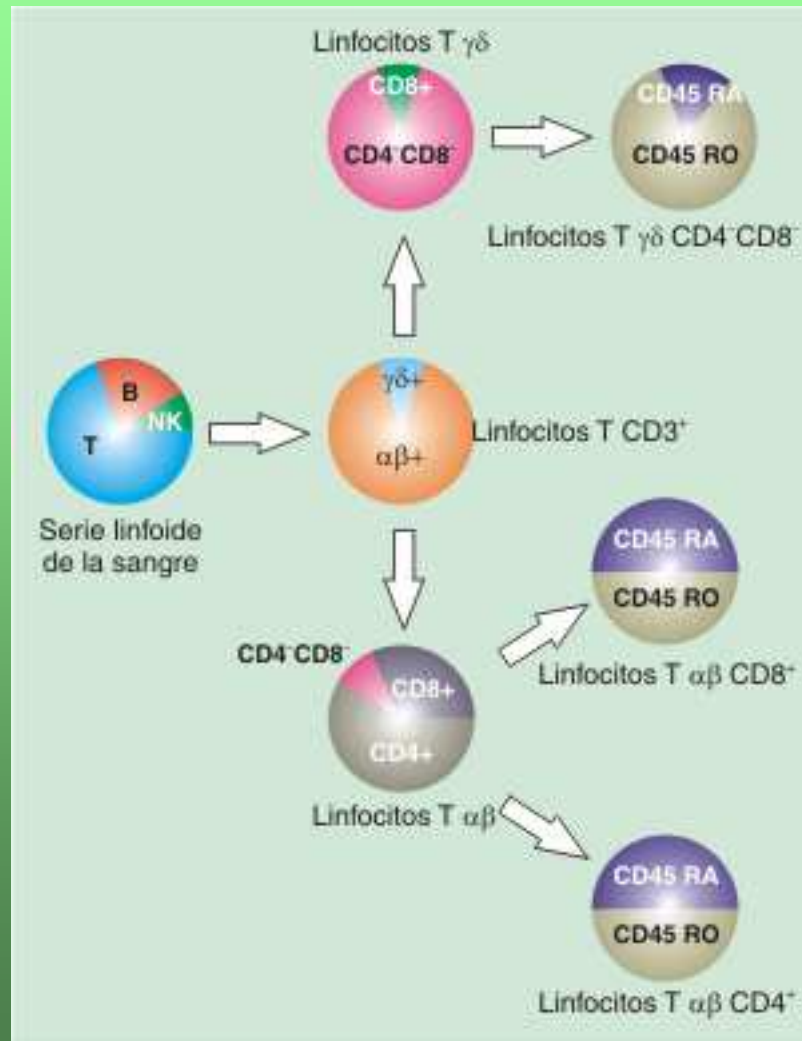 Linfocitos T γδ
CD8+
CD4⁻CD8⁻
CD45 RA
CD45 RO
Linfocitos T γδ CD4⁻CD8⁻
B
NK
T
Serie linfoide
de la sangre
γδ+
αβ+
Linfocitos T CD3⁺
CD45 RA
CD45 RO
Linfocitos T αβ CD8⁺
CD4⁻CD8⁻
CD8+
CD4+
Linfocitos T αβ
CD45 RA
CD45 RO
Linfocitos T αβ CD4⁺